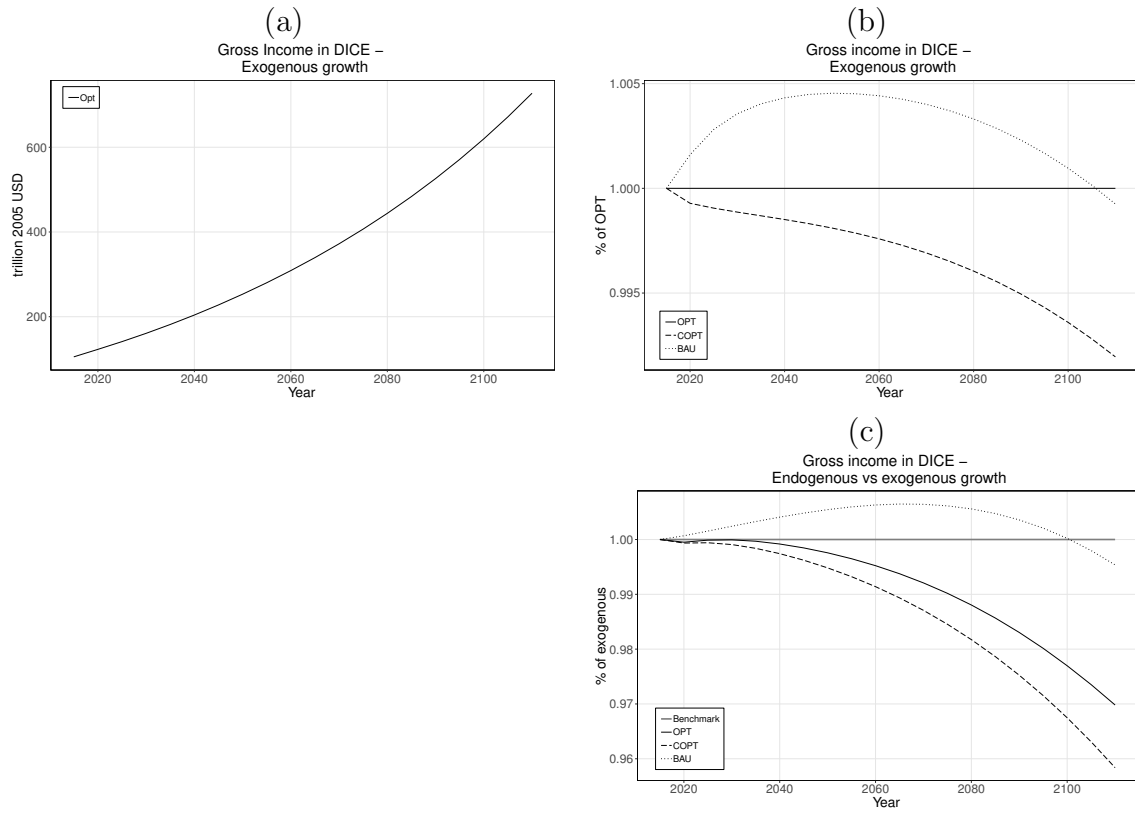 (a)
Gross Income in DICE –
Exogenous growth
Opt
600
400
200
trillion 2005 USD
2020 2040 2060 2080 2100
Year
(b)
Gross income in DICE –
Exogenous growth
1.005
1.000
0.995
% of OPT
OPT
COPT
BAU
2020 2040 2060 2080 2100
Year
(c)
Gross income in DICE –
Endogenous vs exogenous growth
1.00
0.99
0.98
0.97
0.96
% of exogenous
Benchmark
OPT
COPT
BAU
2020 2040 2060 2080 2100
Year